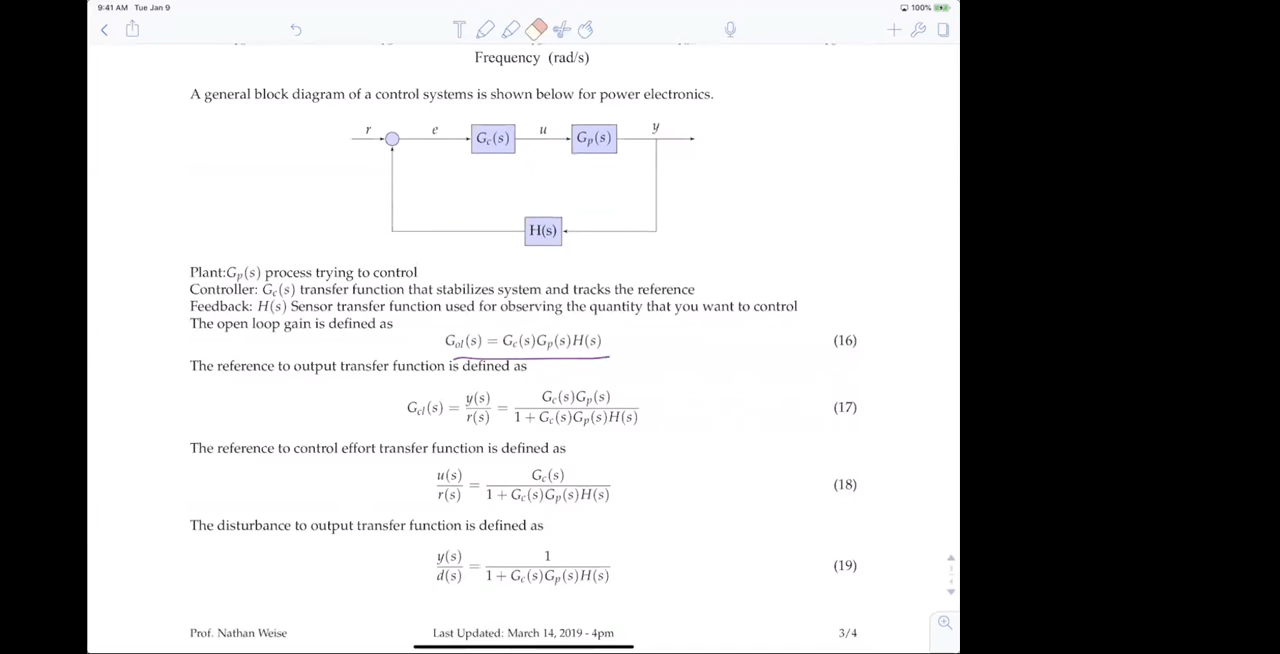 9:41 AM Tue Jan 9
100%
Frequency (rad/s)
A general block diagram of a control systems is shown below for power electronics.
r e G_c(s) u G_p(s) y
H(s)
Plant:G_p(s) process trying to control
Controller: G_c(s) transfer function that stabilizes system and tracks the reference
Feedback: H(s) Sensor transfer function used for observing the quantity that you want to control
The open loop gain is defined as
G_ol(s) = G_c(s)G_p(s)H(s) (16)
The reference to output transfer function is defined as
G_cl(s) = y(s)/r(s) = G_c(s)G_p(s)/1 + G_c(s)G_p(s)H(s) (17)
The reference to control effort transfer function is defined as
u(s)/r(s) = G_c(s)/1 + G_c(s)G_p(s)H(s) (18)
The disturbance to output transfer function is defined as
y(s)/d(s) = 1/1 + G_c(s)G_p(s)H(s) (19)
Prof. Nathan Weise Last Updated: March 14, 2019 - 4pm 3/4